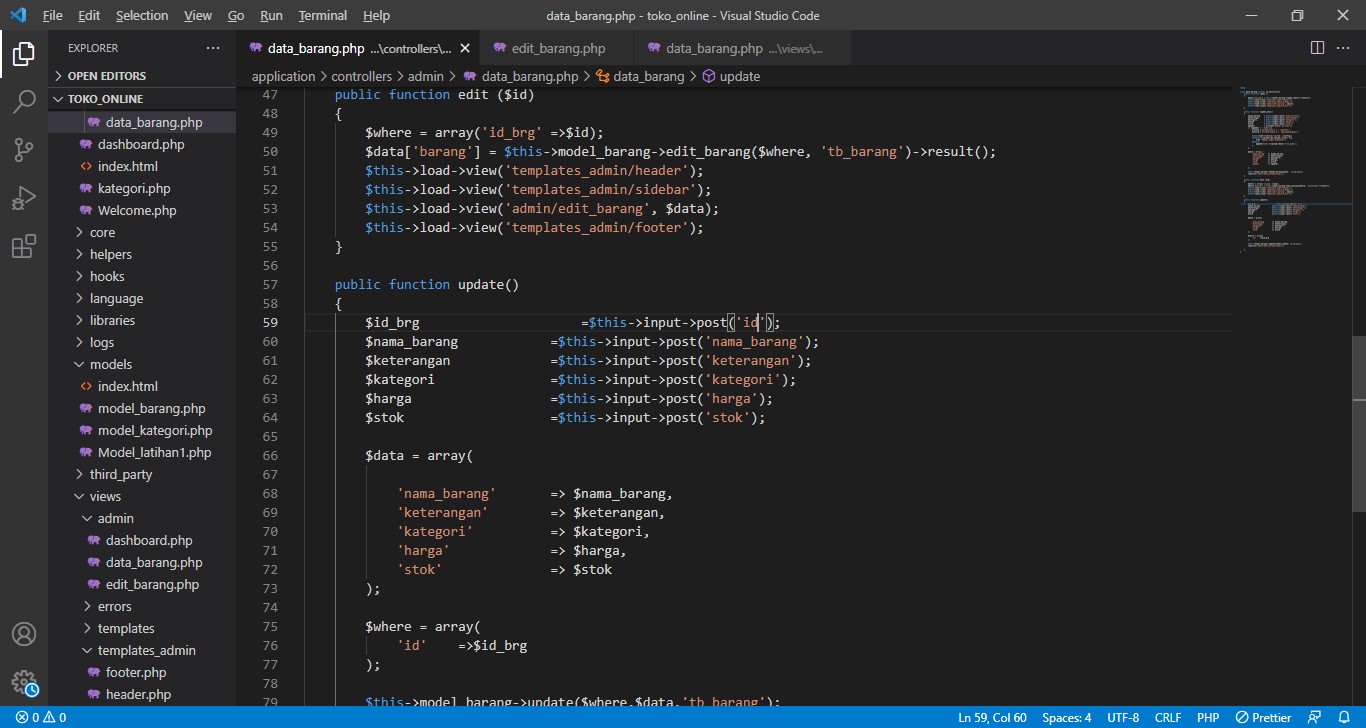 File Edit Selection View Go Run Terminal Help
data_barang.php - toko_online - Visual Studio Code
EXPLORER
OPEN EDITORS
TOKO_ONLINE
data_barang.php
dashboard.php
index.html
kategori.php
Welcome.php
core
helpers
hooks
language
libraries
logs
models
index.html
model_barang.php
model_kategori.php
Model_latihan1.php
third_party
views
admin
dashboard.php
data_barang.php
edit_barang.php
errors
templates
templates_admin
footer.php
header.php
data_barang.php ...\controllers\...
edit_barang.php
data_barang.php ...\views\...
application > controllers > admin > data_barang.php > data_barang > update
47 public function edit ($id)
48 {
49 $where = array('id_brg' =>$id);
50 $data['barang'] = $this->model_barang->edit_barang($where, 'tb_barang')->result();
51 $this->load->view('templates_admin/header');
52 $this->load->view('templates_admin/sidebar');
53 $this->load->view('admin/edit_barang', $data);
54 $this->load->view('templates_admin/footer');
55 }
56
57 public function update()
58 {
59 $id_brg =$this->input->post('id');
60 $nama_barang =$this->input->post('nama_barang');
61 $keterangan =$this->input->post('keterangan');
62 $kategori =$this->input->post('kategori');
63 $harga =$this->input->post('harga');
64 $stok =$this->input->post('stok');
65
66 $data = array(
67
68 'nama_barang' => $nama_barang,
69 'keterangan' => $keterangan,
70 'kategori' => $kategori,
71 'harga' => $harga,
72 'stok' => $stok
73 );
74
75 $where = array(
76 'id' =>$id_brg
77 );
78
79 $this->model_barang->update($where,$data,'tb_barang');
0 0
Ln 59, Col 60 Spaces: 4 UTF-8 CRLF PHP Prettier